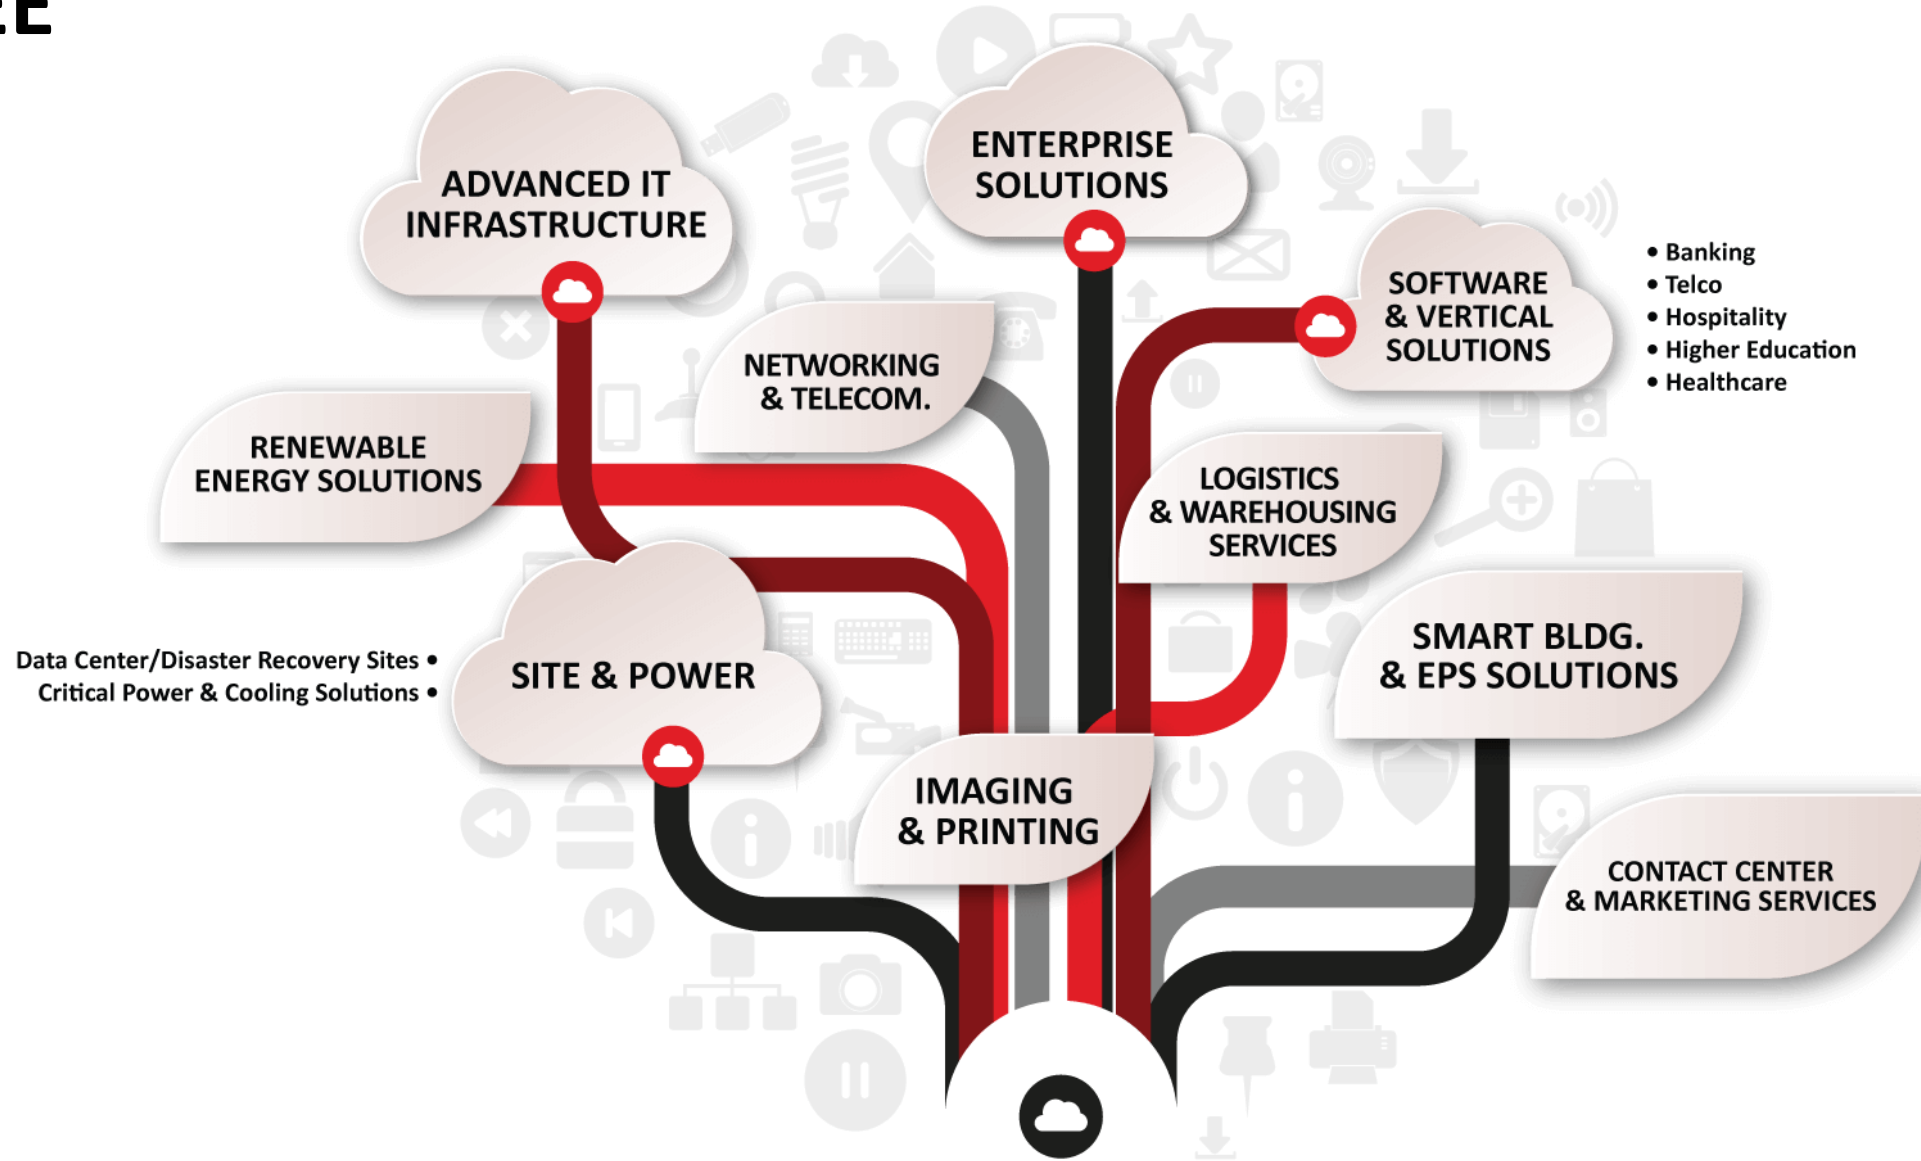 ADVANCED IT
INFRASTRUCTURE
ENTERPRISE
SOLUTIONS
SOFTWARE
& VERTICAL
SOLUTIONS
• Banking
• Telco
• Hospitality
• Higher Education
• Healthcare
NETWORKING
& TELECOM.
RENEWABLE
ENERGY SOLUTIONS
LOGISTICS
& WAREHOUSING
SERVICES
SMART BLDG.
& EPS SOLUTIONS
Data Center/Disaster Recovery Sites •
Critical Power & Cooling Solutions •
SITE & POWER
IMAGING
& PRINTING
CONTACT CENTER
& MARKETING SERVICES